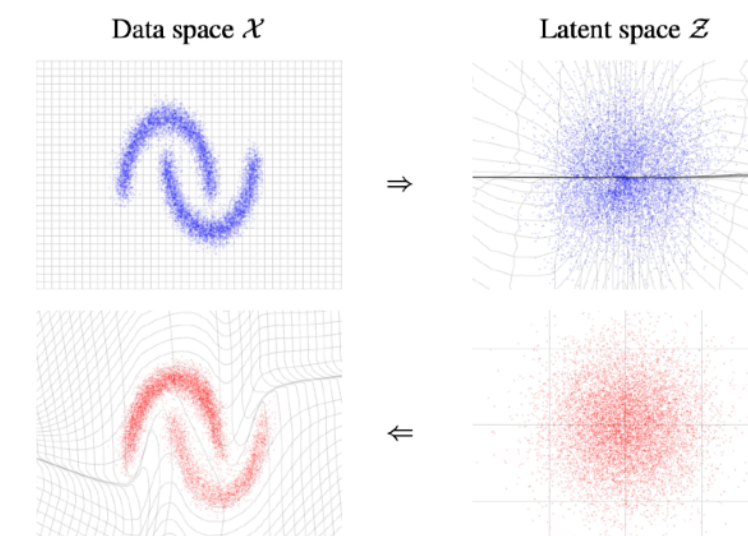 Data space 𝒳
Latent space 𝒵
⇒
⇐